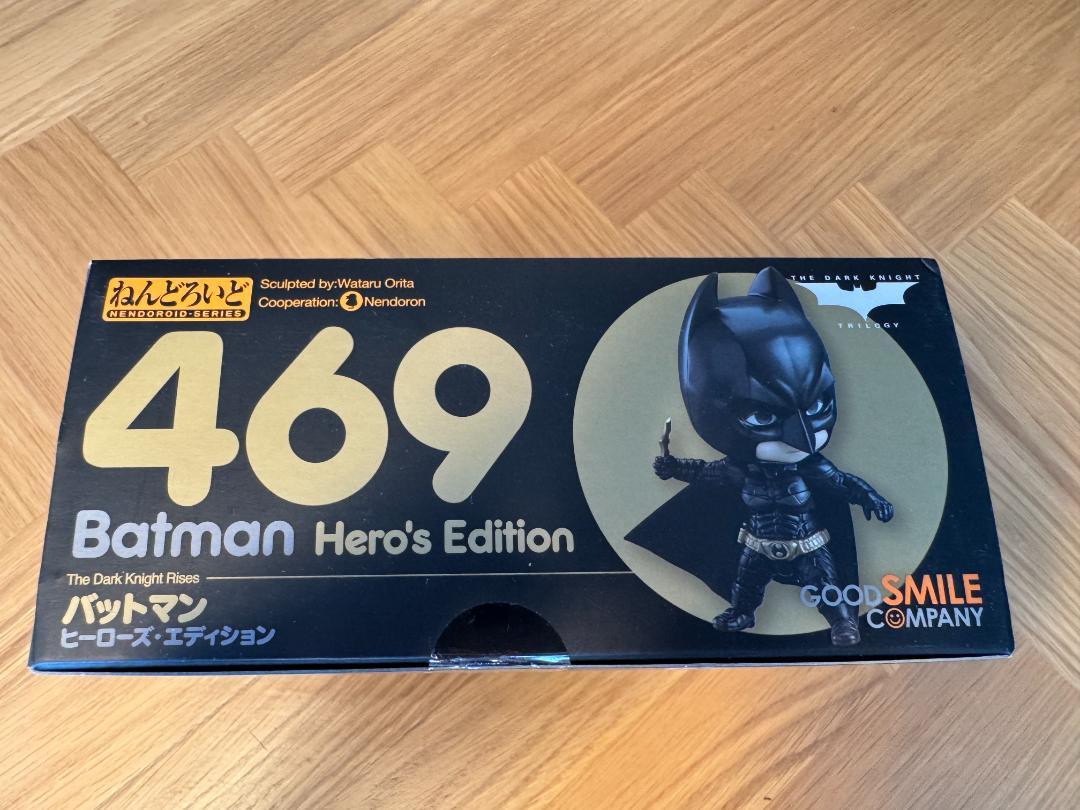 ねんどろいど
NENDOROID-SERIES
Sculpted by:Wataru Orita
Cooperation: Nendoron
469
Batman Hero's Edition
The Dark Knight Rises
バットマン
ヒーローズ・エディション
THE DARK KNIGHT
TRILOGY
GOOD SMILE
COMPANY